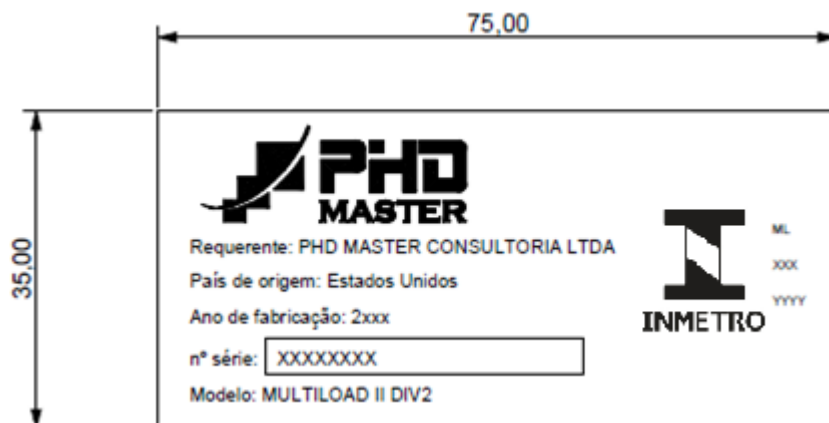 75,00
35,00
PHD
MASTER
Requerente: PHD MASTER CONSULTORIA LTDA
País de origem: Estados Unidos
Ano de fabricação: 2xxx
nº série: XXXXXXXX
Modelo: MULTILOAD II DIV2
INMETRO
ML
XXX
YYYY